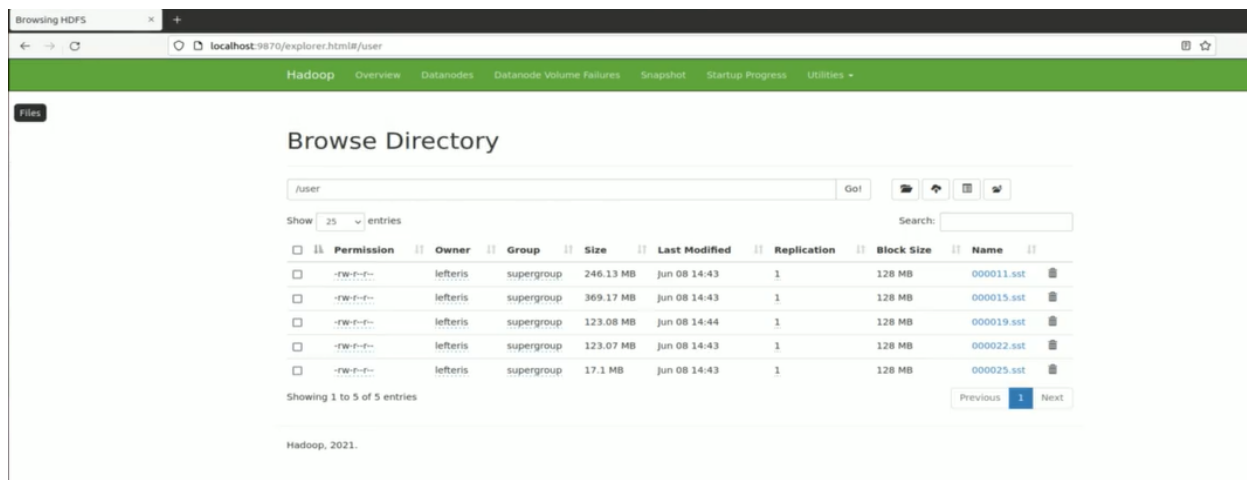 Browsing HDFS × +
localhost:9870/explorer.html#/user
Hadoop Overview Datanodes Datanode Volume Failures Snapshot Startup Progress Utilities
Files
Browse Directory
/user Go!
Show 25 entries Search:
Permission Owner Group Size Last Modified Replication Block Size Name
-rw-r--r-- lefteris supergroup 246.13 MB Jun 08 14:43 1 128 MB 000011.sst
-rw-r--r-- lefteris supergroup 369.17 MB Jun 08 14:43 1 128 MB 000015.sst
-rw-r--r-- lefteris supergroup 123.08 MB Jun 08 14:44 1 128 MB 000019.sst
-rw-r--r-- lefteris supergroup 123.07 MB Jun 08 14:43 1 128 MB 000022.sst
-rw-r--r-- lefteris supergroup 17.1 MB Jun 08 14:43 1 128 MB 000025.sst
Showing 1 to 5 of 5 entries Previous 1 Next
Hadoop, 2021.